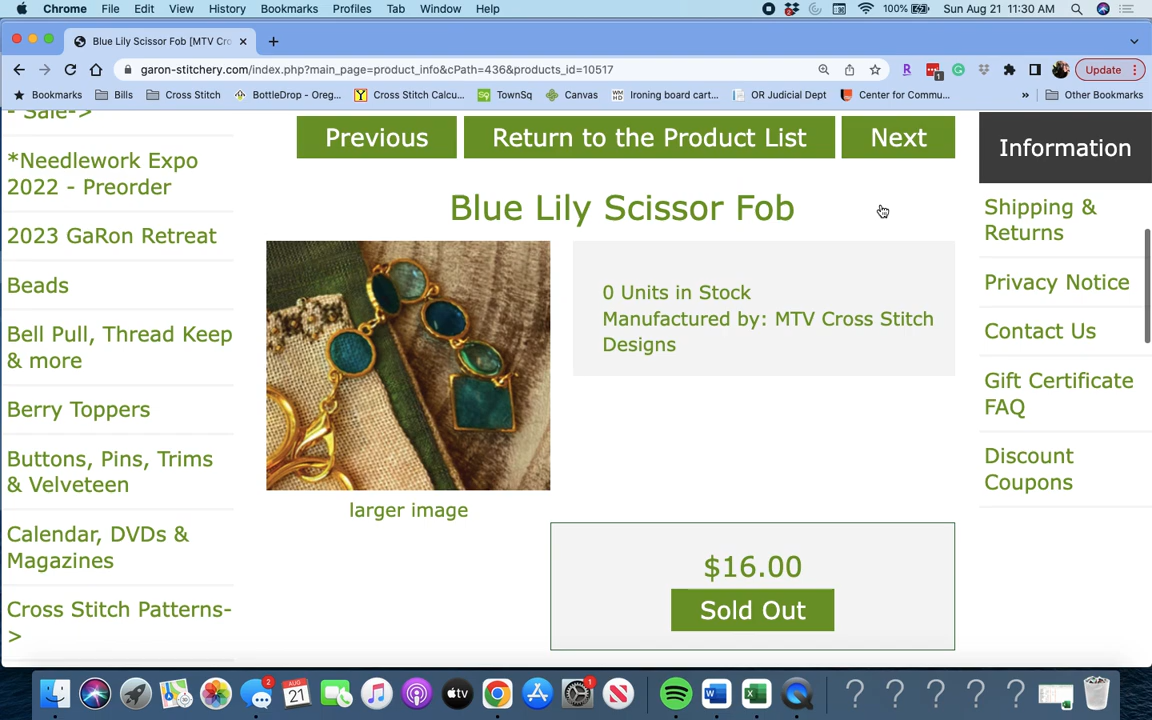 Chrome File Edit View History Bookmarks Profiles Tab Window Help 100% Sun Aug 21 11:30 AM
Blue Lily Scissor Fob [MTV Cro
garon-stitchery.com/index.php?main_page=product_info&cPath=436&products_id=10517 Update
Bookmarks Bills Cross Stitch BottleDrop - Oreg... Cross Stitch Calcu... TownSq Canvas Ironing board cart... OR Judicial Dept Center for Commu... » Other Bookmarks
- Sale->
*Needlework Expo
2022 - Preorder
2023 GaRon Retreat
Beads
Bell Pull, Thread Keep
& more
Berry Toppers
Buttons, Pins, Trims
& Velveteen
Calendar, DVDs &
Magazines
Cross Stitch Patterns-
>
Previous Return to the Product List Next
Blue Lily Scissor Fob
0 Units in Stock
Manufactured by: MTV Cross Stitch
Designs
larger image
$16.00
Sold Out
Information
Shipping &
Returns
Privacy Notice
Contact Us
Gift Certificate
FAQ
Discount
Coupons
2 AUG 21 tv 1 W X ? ? ? ? ?